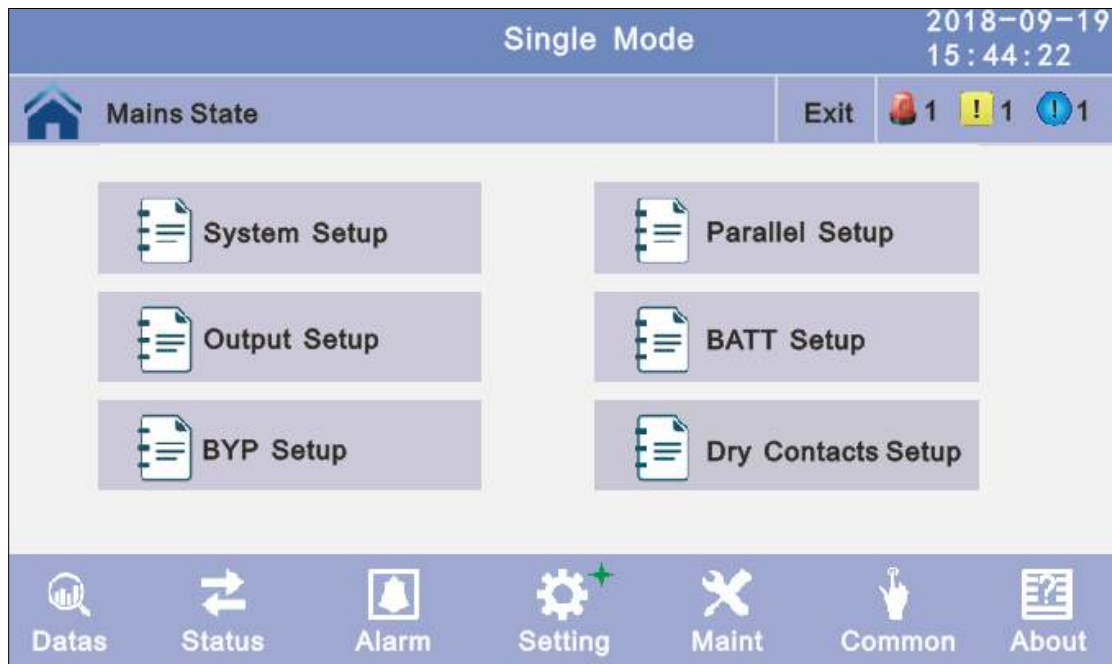 Single Mode
2018-09-19
15:44:22
Mains State
Exit
1
! 1
! 1
System Setup
Parallel Setup
Output Setup
BATT Setup
BYP Setup
Dry Contacts Setup
?
Datas
Status
Alarm
Setting
Maint
Common
About